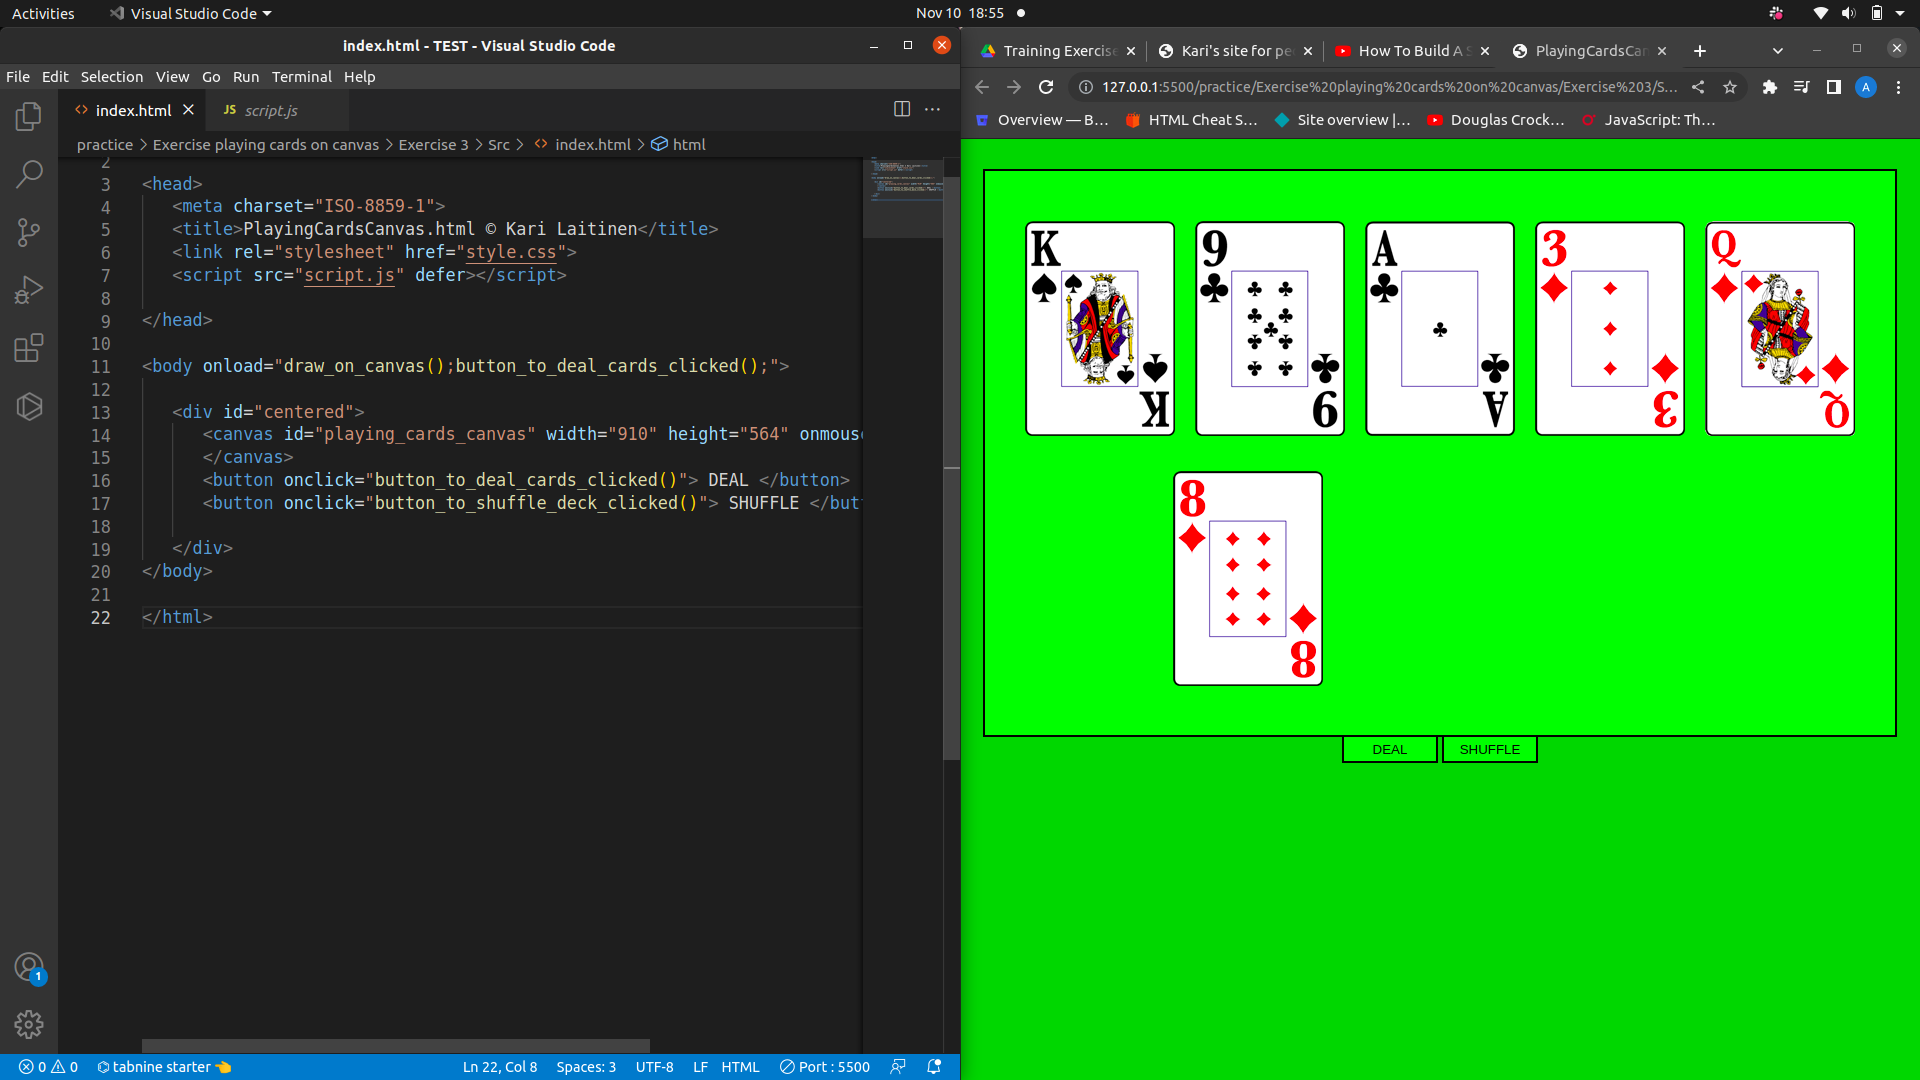 Activities
Visual Studio Code
Nov 10 18:55
index.html - TEST - Visual Studio Code
File Edit Selection View Go Run Terminal Help
index.html
JS script.js
practice > Exercise playing cards on canvas > Exercise 3 > Src > index.html > html
2
3 <head>
4 <meta charset="ISO-8859-1">
5 <title>PlayingCardsCanvas.html © Kari Laitinen</title>
6 <link rel="stylesheet" href="style.css">
7 <script src="script.js" defer></script>
8
9 </head>
10
11 <body onload="draw_on_canvas();button_to_deal_cards_clicked();">
12
13 <div id="centered">
14 <canvas id="playing_cards_canvas" width="910" height="564" onmous
15 </canvas>
16 <button onclick="button_to_deal_cards_clicked()"> DEAL </button>
17 <button onclick="button_to_shuffle_deck_clicked()"> SHUFFLE </but
18
19 </div>
20 </body>
21
22 </html>
1
0 0 tabnine starter
Ln 22, Col 8 Spaces: 3 UTF-8 LF HTML Port : 5500
Training Exercise
Kari's site for pe
How To Build A S
PlayingCardsCan
127.0.0.1:5500/practice/Exercise%20playing%20cards%20on%20canvas/Exercise%203/S...
A
Overview — B...
HTML Cheat S...
Site overview |...
Douglas Crock...
JavaScript: Th...
K 9 A 3 Q
K 9 A 3 Q
8
8
DEAL SHUFFLE